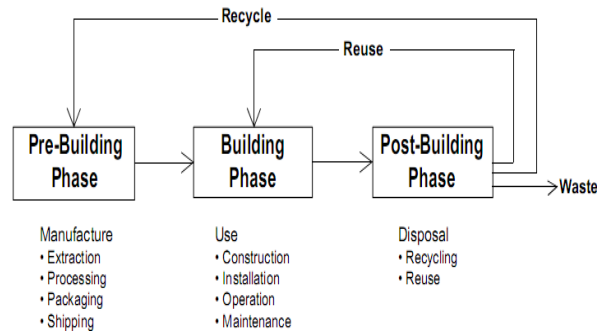 Recycle
Reuse
Pre-Building
Phase
Building
Phase
Post-Building
Phase
Waste
Manufacture
• Extraction
• Processing
• Packaging
• Shipping
Use
• Construction
• Installation
• Operation
• Maintenance
Disposal
• Recycling
• Reuse